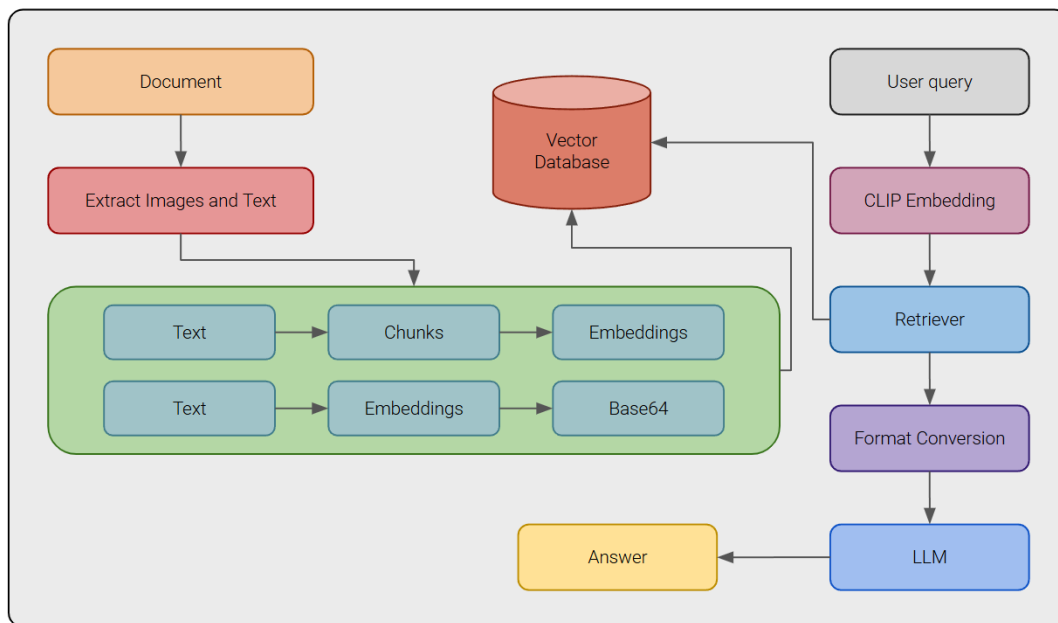 Document
User query
Vector
Database
Extract Images and Text
CLIP Embedding
Text
Chunks
Embeddings
Retriever
Text
Embeddings
Base64
Format Conversion
Answer
LLM